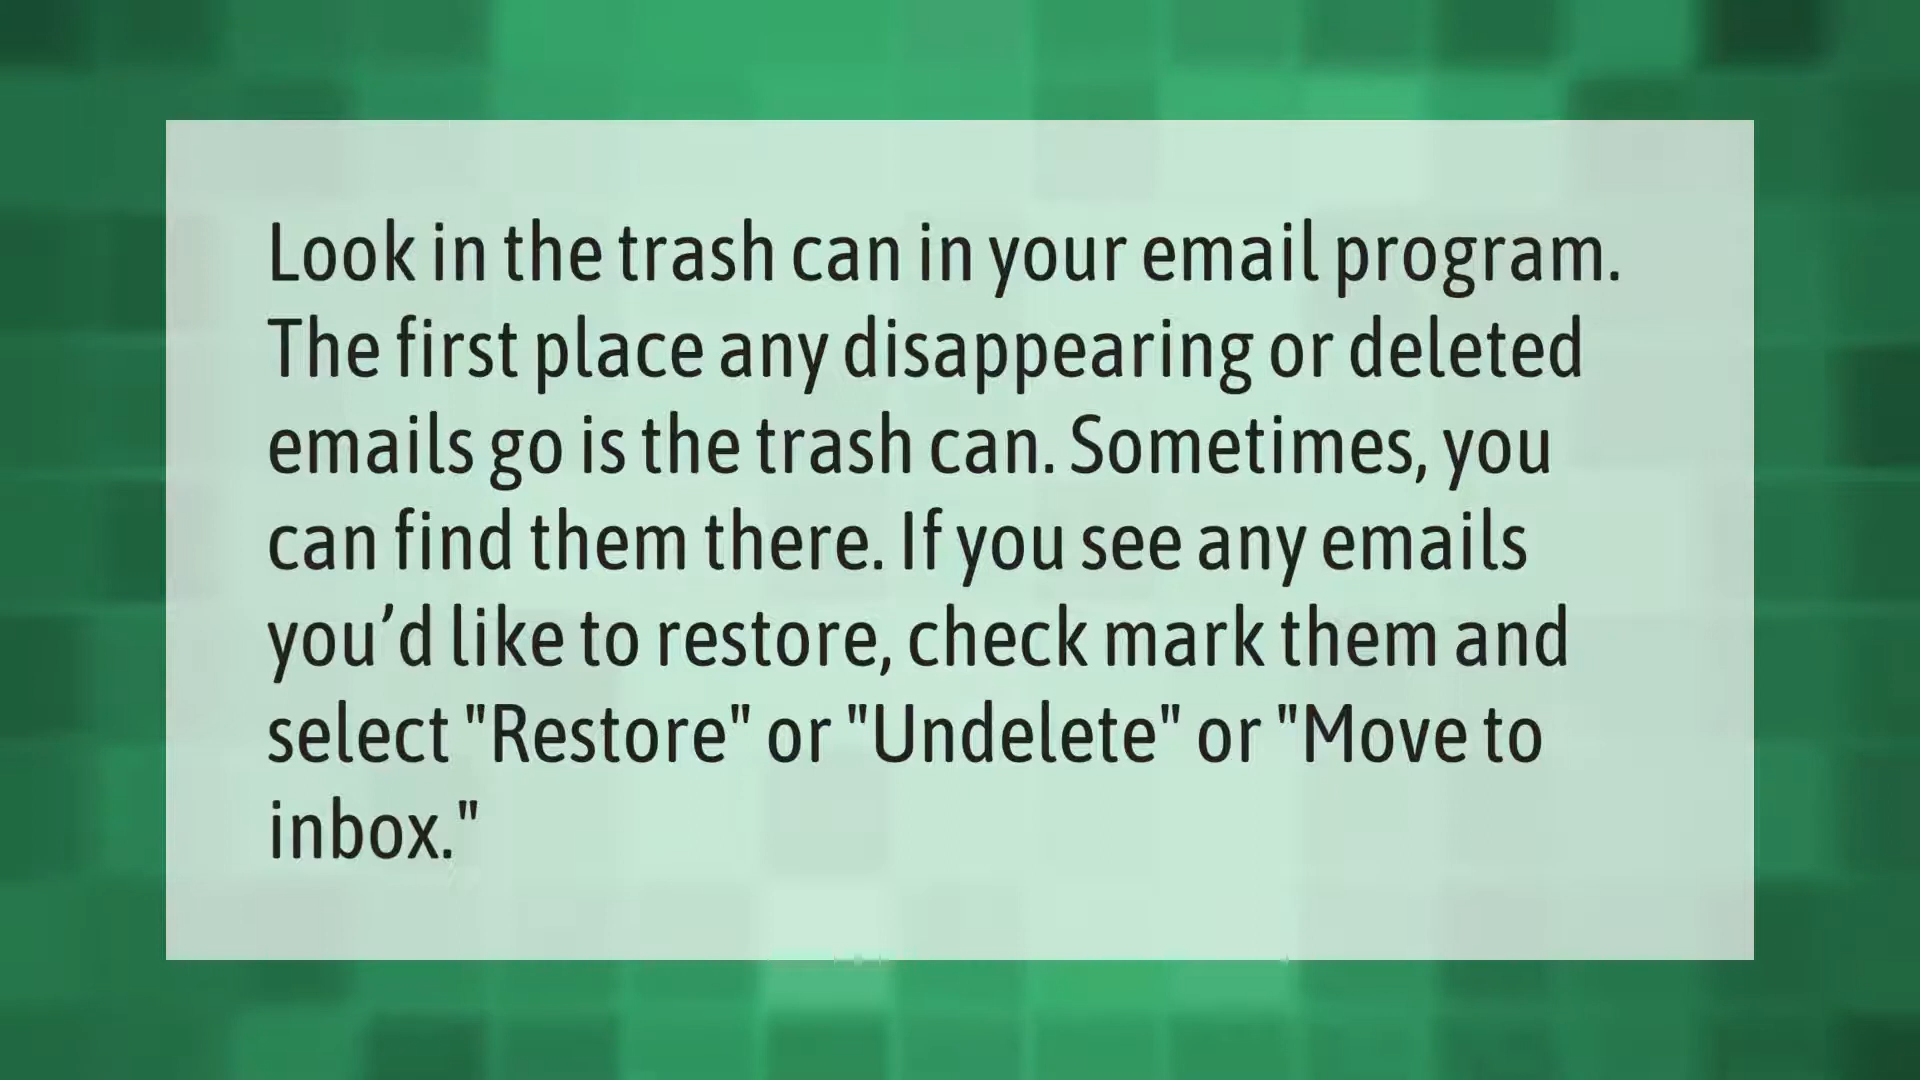 Look in the trash can in your email program.
The first place any disappearing or deleted
emails go is the trash can. Sometimes, you
can find them there. If you see any emails
you’d like to restore, check mark them and
select "Restore" or "Undelete" or "Move to
inbox."